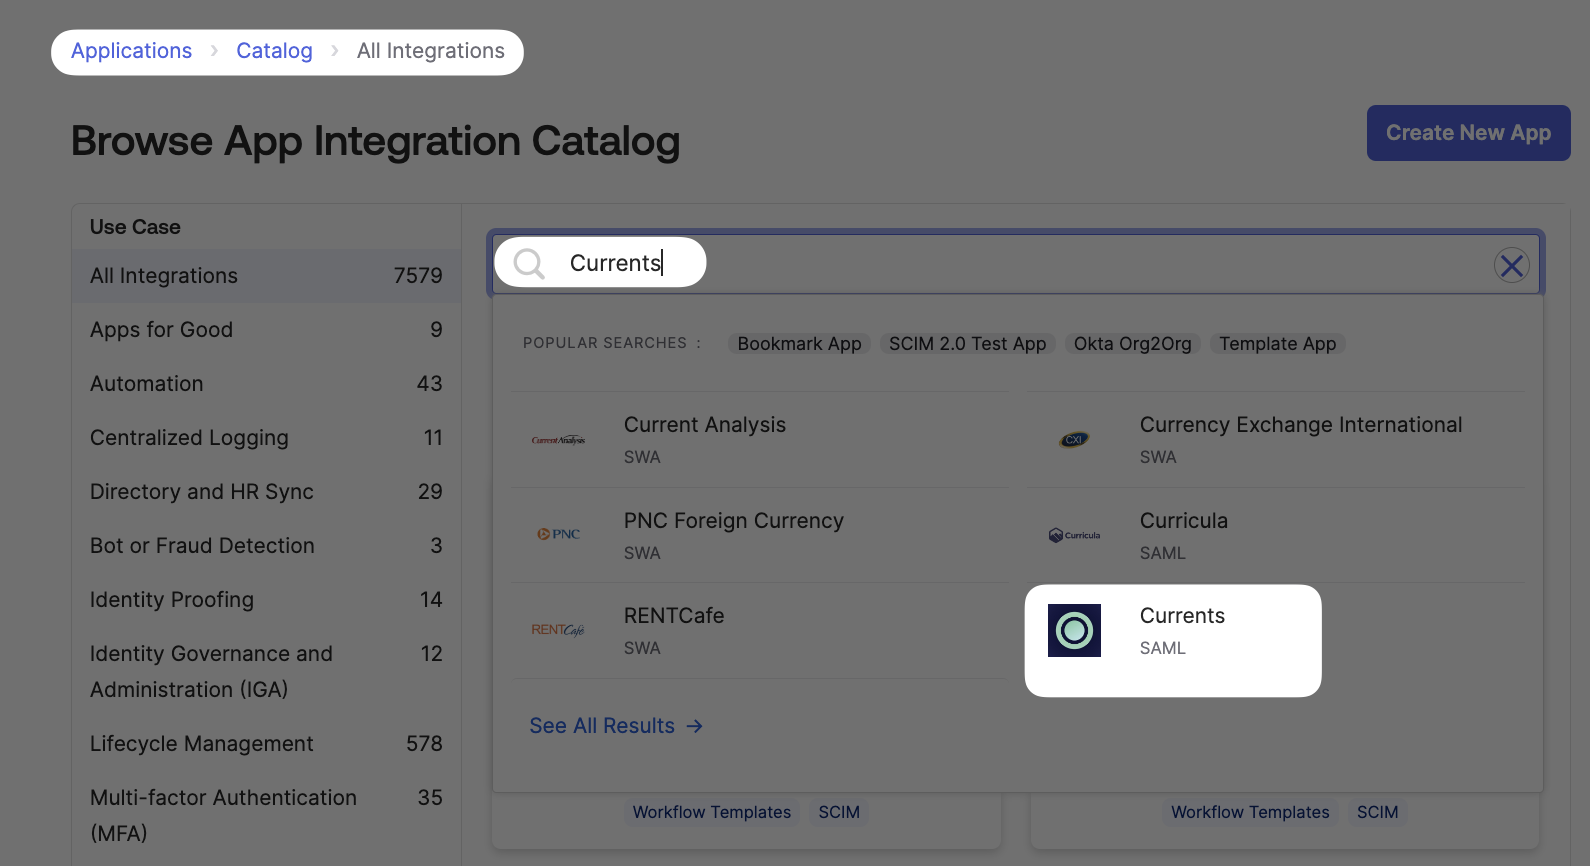 Applications > Catalog > All Integrations
Browse App Integration Catalog
Create New App
Use Case
All Integrations 7579
Apps for Good 9
Automation 43
Centralized Logging 11
Directory and HR Sync 29
Bot or Fraud Detection 3
Identity Proofing 14
Identity Governance and 12
Administration (IGA)
Lifecycle Management 578
Multi-factor Authentication 35
(MFA)
Currents
POPULAR SEARCHES : Bookmark App SCIM 2.0 Test App Okta Org2Org Template App
CurrentAnalysis
Current Analysis
SWA
CXI
Currency Exchange International
SWA
PNC
PNC Foreign Currency
SWA
Curricula
Curricula
SAML
RENTCafé
RENTCafe
SWA
Currents
SAML
See All Results →
Workflow Templates SCIM
Workflow Templates SCIM